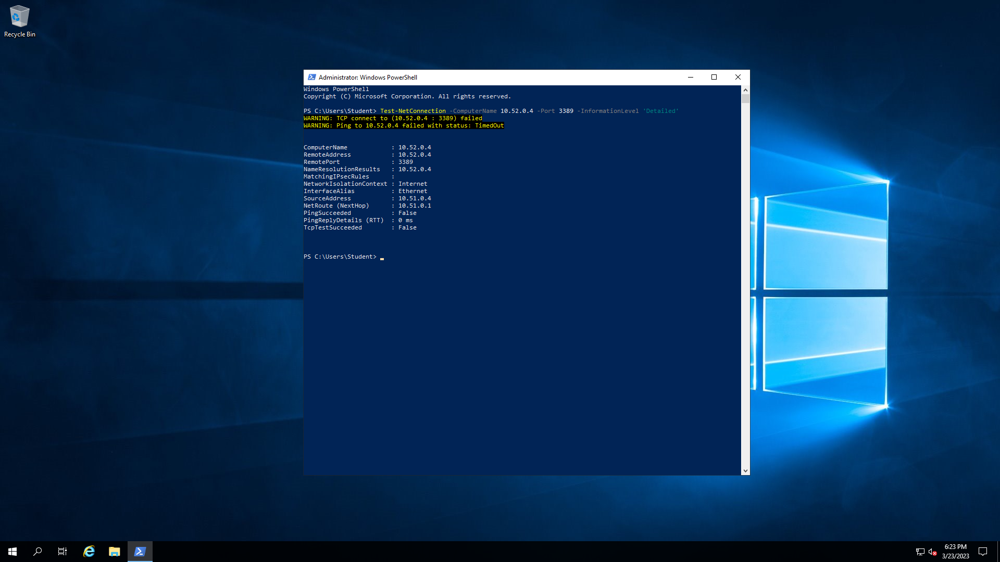 Recycle Bin
Administrator: Windows PowerShell
Windows PowerShell
Copyright (C) Microsoft Corporation. All rights reserved.
PS C:\Users\Student> Test-NetConnection -ComputerName 10.52.0.4 -Port 3389 -InformationLevel 'Detailed'
WARNING: TCP connect to (10.52.0.4 : 3389) failed
WARNING: Ping to 10.52.0.4 failed with status: TimedOut
ComputerName            : 10.52.0.4
RemoteAddress           : 10.52.0.4
RemotePort              : 3389
NameResolutionResults   : 10.52.0.4
MatchingIPsecRules      :
NetworkIsolationContext : Internet
InterfaceAlias          : Ethernet
SourceAddress           : 10.51.0.4
NetRoute (NextHop)      : 10.51.0.1
PingSucceeded           : False
PingReplyDetails (RTT)  : 0 ms
TcpTestSucceeded        : False
PS C:\Users\Student>
6:23 PM
3/23/2023